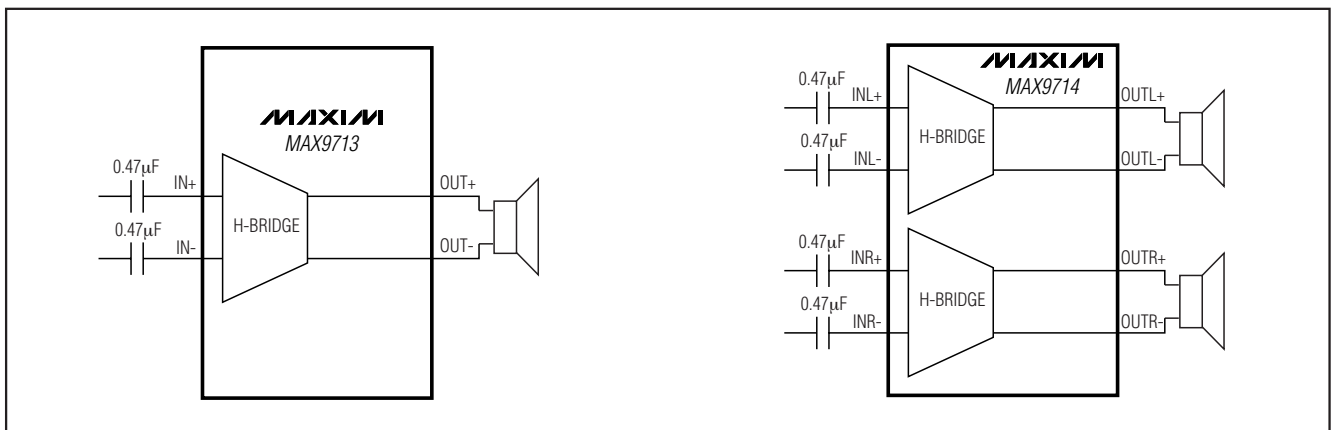 MAXIM
MAX9713
0.47µF
IN+
0.47µF
IN-
H-BRIDGE
OUT+
OUT-
MAXIM
MAX9714
0.47µF
INL+
0.47µF
INL-
H-BRIDGE
OUTL+
OUTL-
0.47µF
INR+
0.47µF
INR-
H-BRIDGE
OUTR+
OUTR-